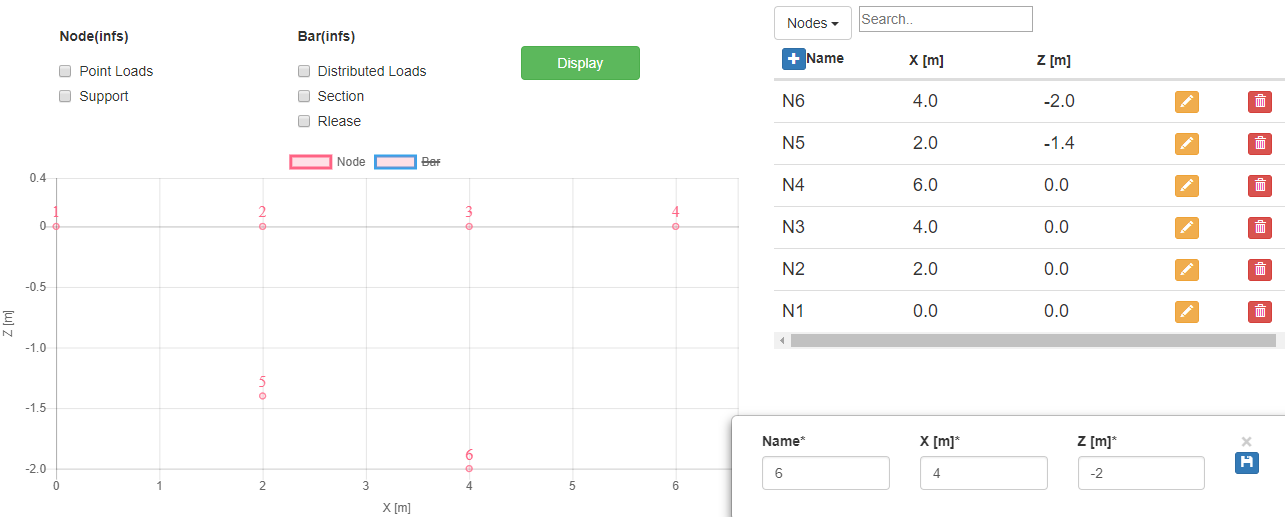 Node(infs)
Point Loads
Support
Bar(infs)
Distributed Loads
Section
Rlease
Display
Node Bar
0.4
0
-0.5
-1.0
-1.5
-2.0
Z [m]
1 2 3 4
5
6
0 1 2 3 4 5 6
X [m]
Nodes Search..
Name X [m] Z [m]
N6 4.0 -2.0
N5 2.0 -1.4
N4 6.0 0.0
N3 4.0 0.0
N2 2.0 0.0
N1 0.0 0.0
Name* X [m]* Z [m]*
6 4 -2